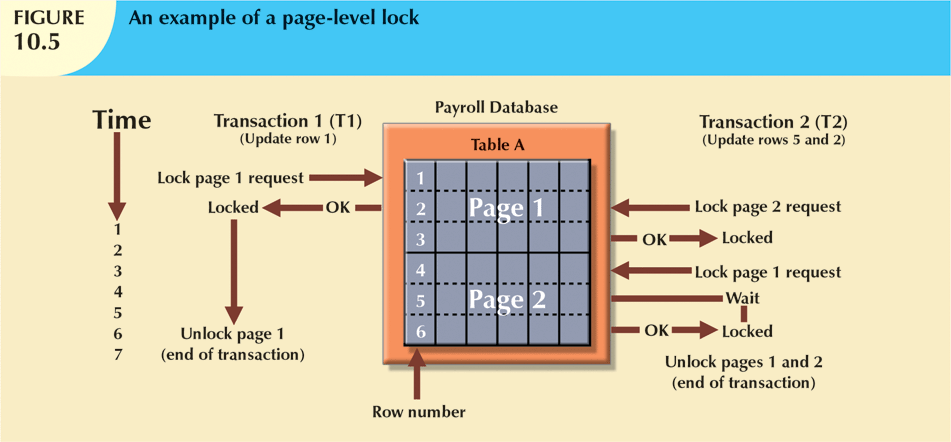 FIGURE
10.5
An example of a page-level lock
Time
1
2
3
4
5
6
7
Transaction 1 (T1)
(Update row 1)
Lock page 1 request
Locked
OK
Unlock page 1
(end of transaction)
Payroll Database
Table A
1
2
3
4
5
6
Page 1
Page 2
Row number
Transaction 2 (T2)
(Update rows 5 and 2)
Lock page 2 request
OK
Locked
Lock page 1 request
Wait
OK
Locked
Unlock pages 1 and 2
(end of transaction)